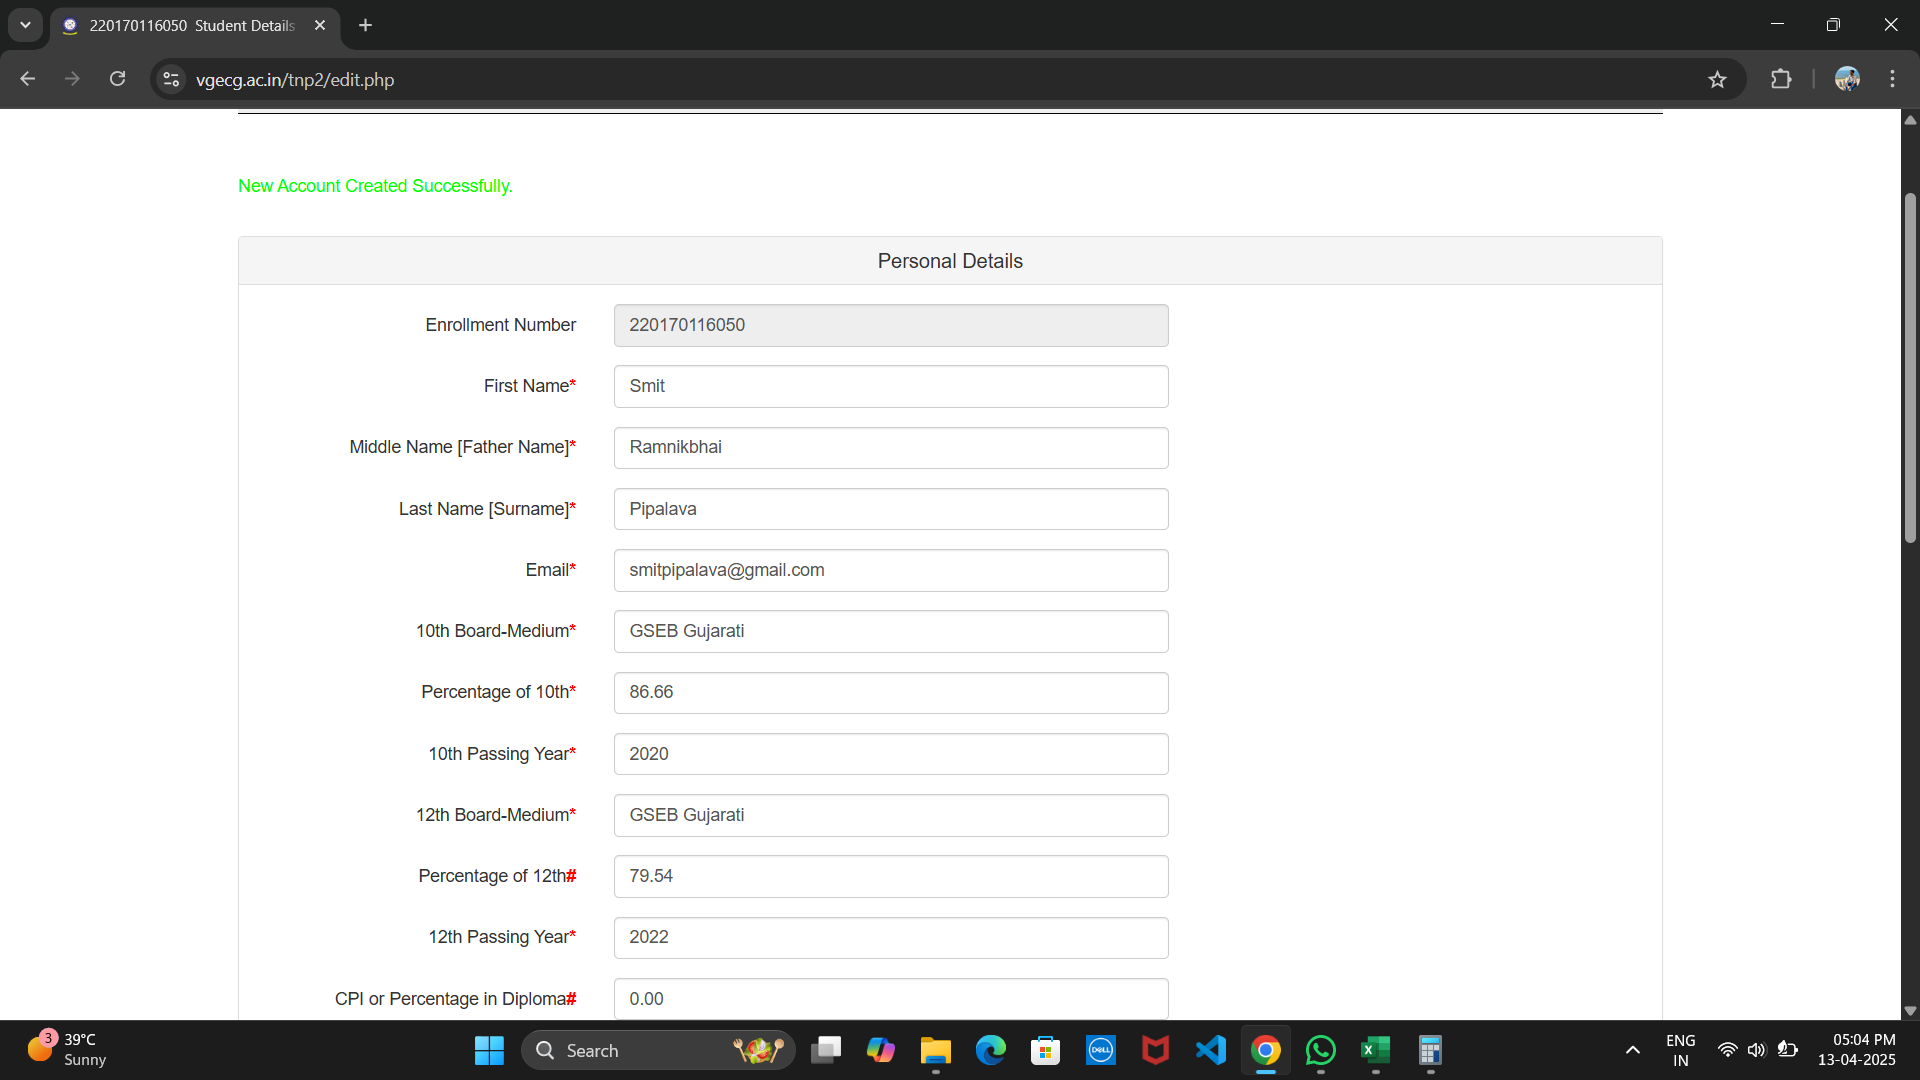 220170116050 Student Details
vgecg.ac.in/tnp2/edit.php
New Account Created Successfully.
Personal Details
Enrollment Number 220170116050
First Name* Smit
Middle Name [Father Name]* Ramnikbhai
Last Name [Surname]* Pipalava
Email* smitpipalava@gmail.com
10th Board-Medium* GSEB Gujarati
Percentage of 10th* 86.66
10th Passing Year* 2020
12th Board-Medium* GSEB Gujarati
Percentage of 12th# 79.54
12th Passing Year* 2022
CPI or Percentage in Diploma# 0.00
3 39°C
Sunny
Search
DELL
ENG
IN
05:04 PM
13-04-2025